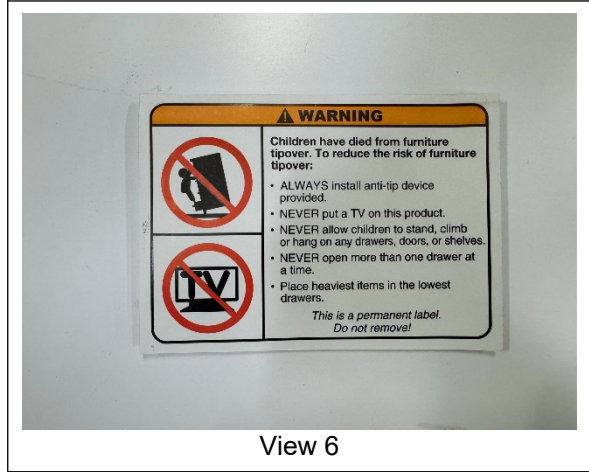 ⚠ WARNING
Children have died from furniture
tipover. To reduce the risk of furniture
tipover:
• ALWAYS install anti-tip device
provided.
• NEVER put a TV on this product.
• NEVER allow children to stand, climb
or hang on any drawers, doors, or shelves.
• NEVER open more than one drawer at
a time.
• Place heaviest items in the lowest
drawers.
This is a permanent label.
Do not remove!
TV
View 6